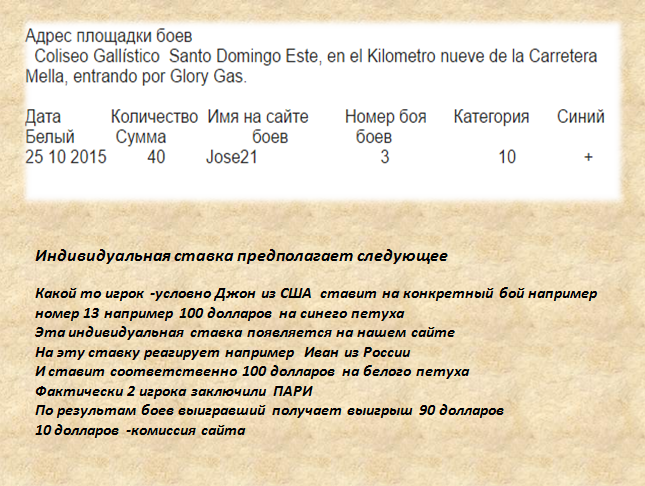 Адрес площадки боев
Coliseo Gallístico Santo Domingo Este, en el Kilometro nueve de la Carretera
Mella, entrando por Glory Gas.
Дата Количество Имя на сайте Номер боя Категория Синий
Белый Сумма боев боев
25 10 2015 40 Jose21 3 10 +
Индивидуальная ставка предполагает следующее
Какой то игрок -условно Джон из США ставит на конкретный бой например
номер 13 например 100 долларов на синего петуха
Эта индивидуальная ставка появляется на нашем сайте
На эту ставку реагирует например Иван из России
И ставит соответственно 100 долларов на белого петуха
Фактически 2 игрока заключили ПАРИ
По результам боев выигравший получает выигрыш 90 долларов
10 долларов -комиссия сайта